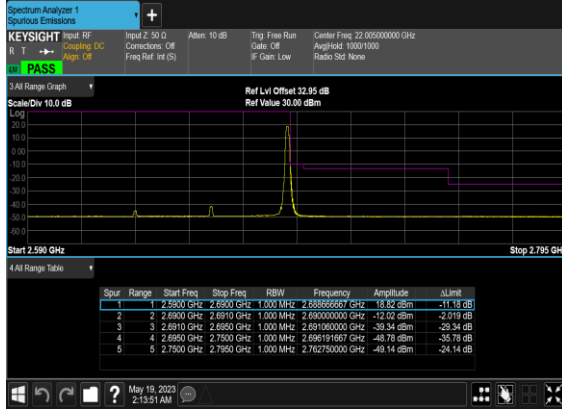 Spectrum Analyzer 1
Spurious Emissions
KEYSIGHT
R T
PASS
Input: RF
Coupling: DC
Align: Off
Input Z: 50 Ω
Corrections: Off
Freq Ref: Int (S)
Atten: 10 dB
Trig: Free Run
Gate: Off
IF Gain: Low
Center Freq: 22.005000000 GHz
Avg|Hold: 1000/1000
Radio Std: None
3 All Range Graph
Scale/Div 10.0 dB
Ref Lvl Offset 32.95 dB
Ref Value 30.00 dBm
Log
20.0
10.0
0.00
-10.0
-20.0
-30.0
-40.0
-50.0
-60.0
Start 2.590 GHz
Stop 2.795 GH
4 All Range Table
Spur Range Start Freq Stop Freq RBW Frequency Amplitude ΔLimit
1 1 2.5900 GHz 2.6900 GHz 1.000 MHz 2.688666667 GHz 18.82 dBm -11.18 dB
2 2 2.6900 GHz 2.6910 GHz 1.000 MHz 2.690000000 GHz -12.02 dBm -2.019 dB
3 3 2.6910 GHz 2.6950 GHz 1.000 MHz 2.691060000 GHz -39.34 dBm -29.34 dB
4 4 2.6950 GHz 2.7500 GHz 1.000 MHz 2.696191667 GHz -48.78 dBm -35.78 dB
5 5 2.7500 GHz 2.7950 GHz 1.000 MHz 2.762750000 GHz -49.14 dBm -24.14 dB
May 19, 2023
2:13:51 AM